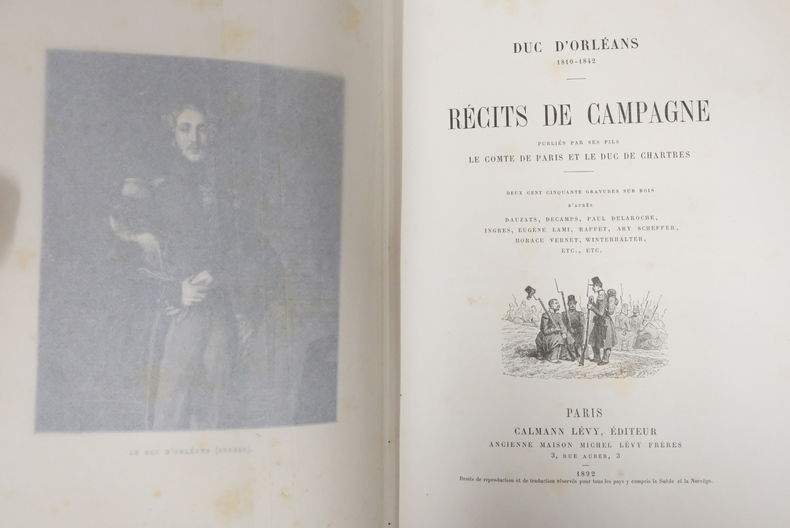 LE DUC D'ORLÉANS (INGRES).
DUC D'ORLÉANS
1810-1842
RÉCITS DE CAMPAGNE
PUBLIÉS PAR SES FILS
LE COMTE DE PARIS ET LE DUC DE CHARTRES
DEUX CENT CINQUANTE GRAVURES SUR BOIS
D'APRÈS
DAUZATS, DECAMPS, PAUL DELAROCHE,
INGRES, EUGÈNE LAMI, RAFFET, ARY SCHEFFER,
HORACE VERNET, WINTERHALTER,
ETC., ETC.
PARIS
CALMANN LÉVY, ÉDITEUR
ANCIENNE MAISON MICHEL LÉVY FRÈRES
3, RUE AUBER, 3
1892
Droits de reproduction et de traduction réservés pour tous les pays y compris la Suède et la Norvège.